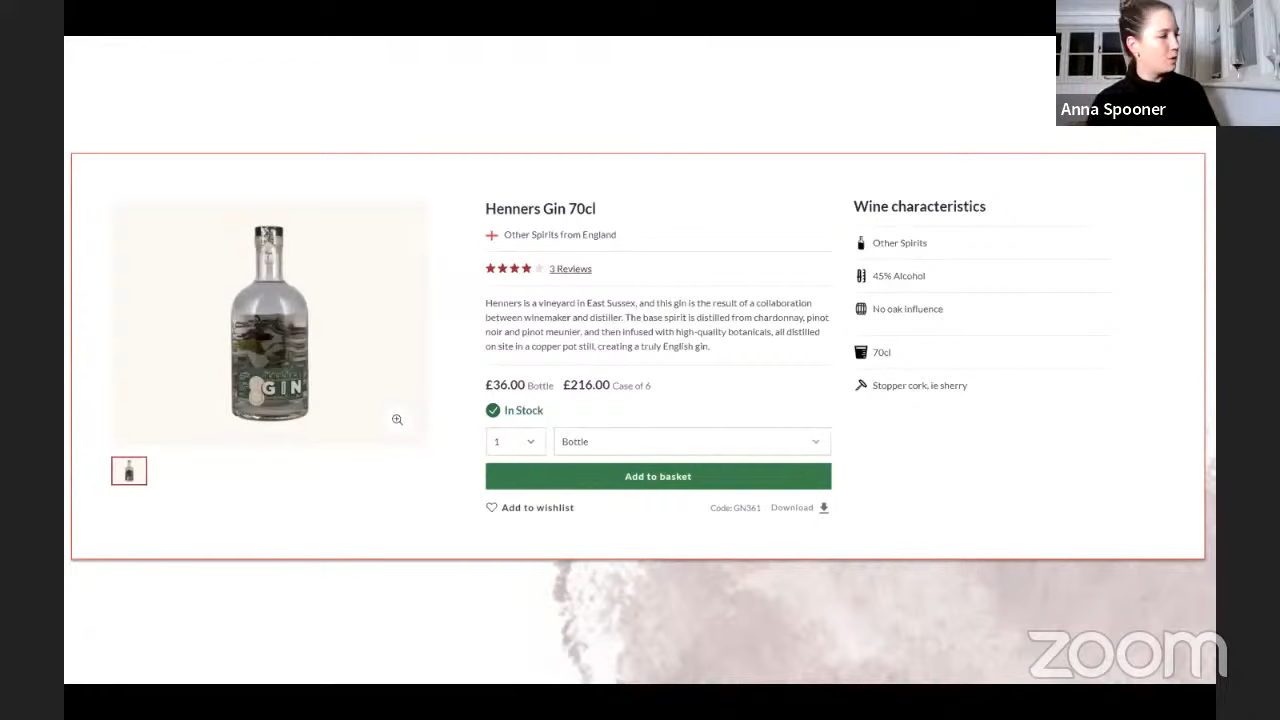 Anna Spooner
Henners Gin 70cl
Other Spirits from England
3 Reviews
Henners is a vineyard in East Sussex, and this gin is the result of a collaboration
between winemaker and distiller. The base spirit is distilled from chardonnay, pinot
noir and pinot meunier, and then infused with high-quality botanicals, all distilled
on site in a copper pot still, creating a truly English gin.
£36.00 Bottle £216.00 Case of 6
In Stock
1 Bottle
Add to basket
Add to wishlist Code: GN361 Download
Wine characteristics
Other Spirits
45% Alcohol
No oak influence
70cl
Stopper cork, ie sherry
GIN
zoom